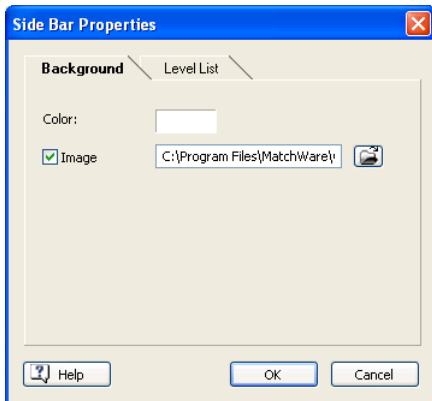 Side Bar Properties
Background Level List
Color:
Image C:\Program Files\MatchWare\
Help OK Cancel